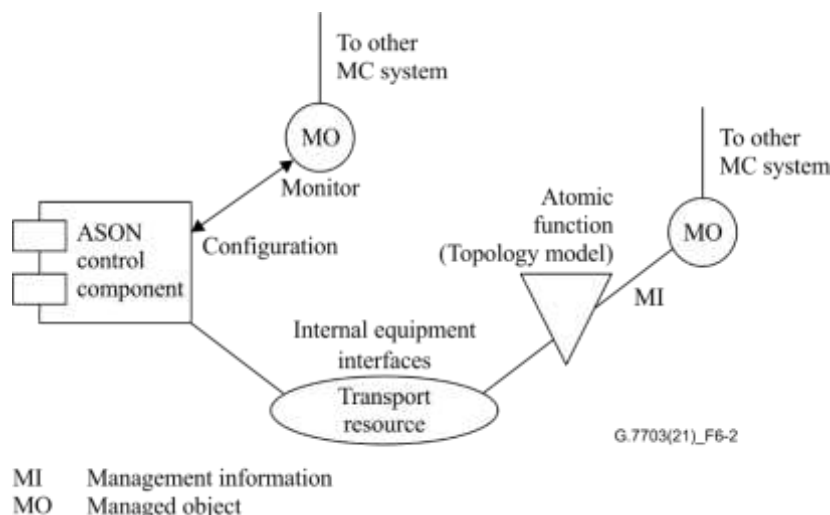 To other
MC system
MO
Monitor
To other
MC system
MO
Atomic
function
(Topology model)
MI
ASON
control
component
Configuration
Internal equipment
interfaces
Transport
resource
G.7703(21)_F6-2
MI Management information
MO Managed object